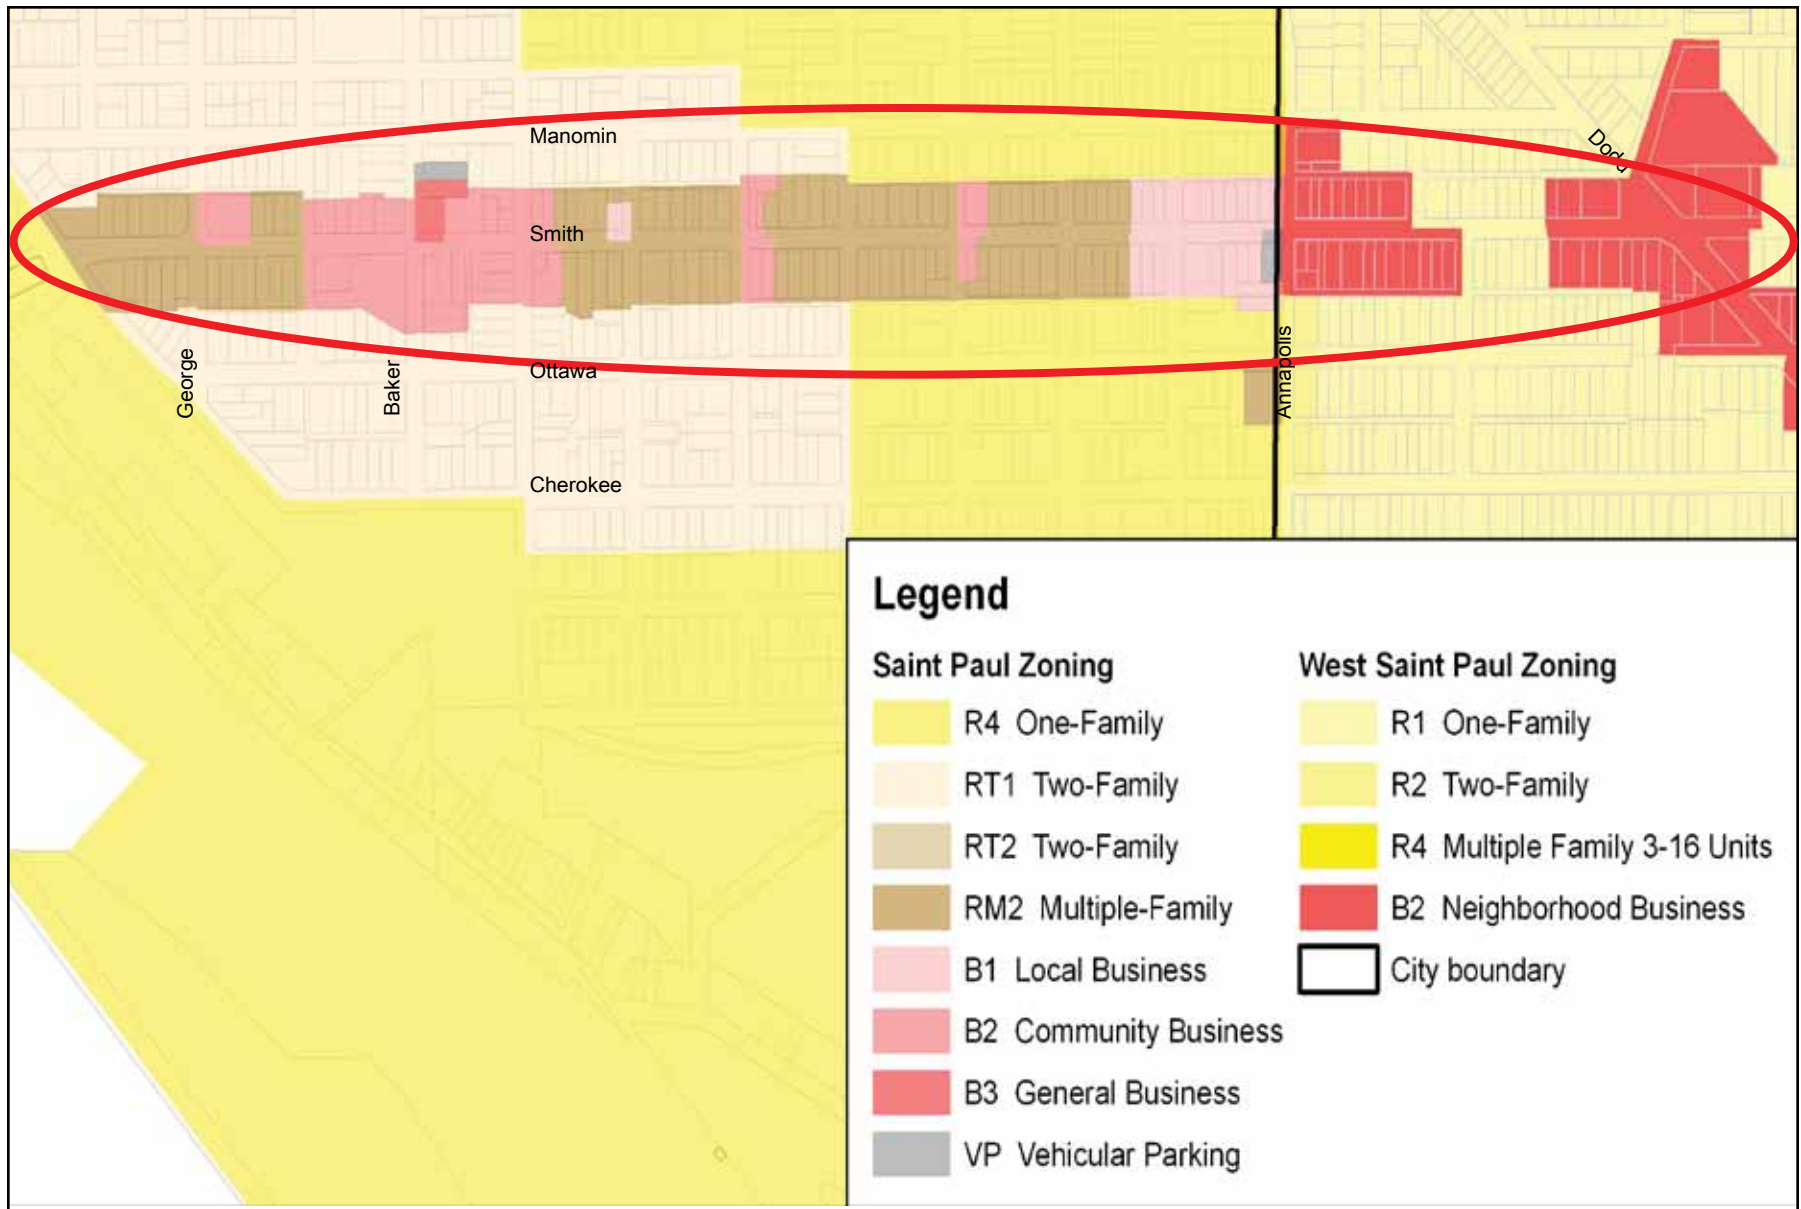 Manomin
Dodd
Smith
George
Baker
Ottawa
Annapolis
Cherokee
Legend
Saint Paul Zoning
R4 One-Family
RT1 Two-Family
RT2 Two-Family
RM2 Multiple-Family
B1 Local Business
B2 Community Business
B3 General Business
VP Vehicular Parking
West Saint Paul Zoning
R1 One-Family
R2 Two-Family
R4 Multiple Family 3-16 Units
B2 Neighborhood Business
City boundary